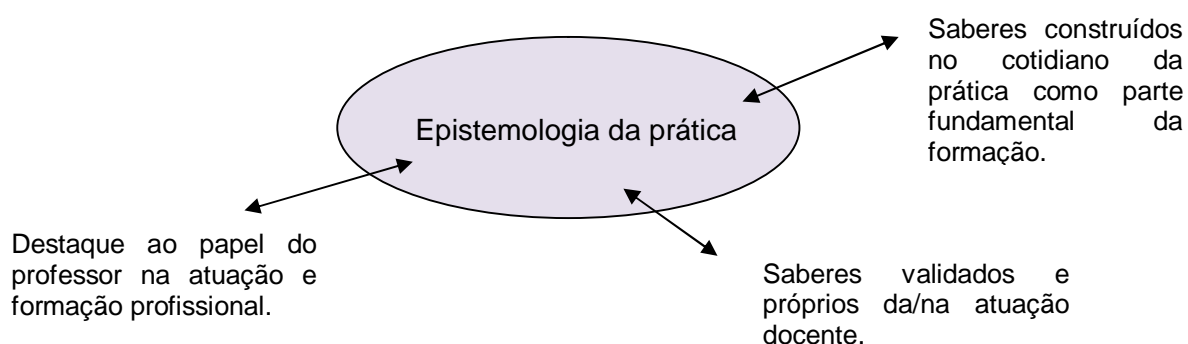 Saberes construídos
no cotidiano da
prática como parte
fundamental da
formação.
Epistemologia da prática
Destaque ao papel do
professor na atuação e
formação profissional.
Saberes validados e
próprios da/na atuação
docente.